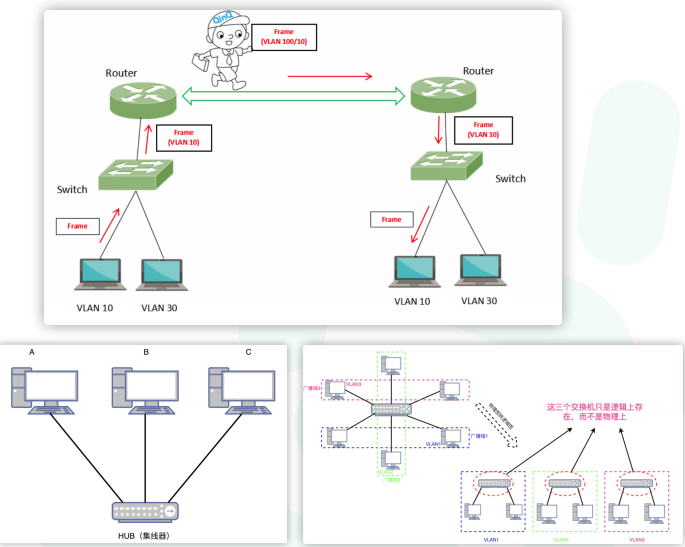 QinQ
Frame
(VLAN 100/10)
Router
Router
Frame
(VLAN 10)
Frame
(VLAN 10)
Switch
Switch
Frame
Frame
VLAN 10
VLAN 30
VLAN 10
VLAN 30
A
B
C
HUB（集线器）
广播域3
VLAN3
VLAN1
广播域1
VLAN2
广播域2
这三个交换机只是逻辑上存
在，而不是物理上
VLAN1
VLAN2
VLAN3